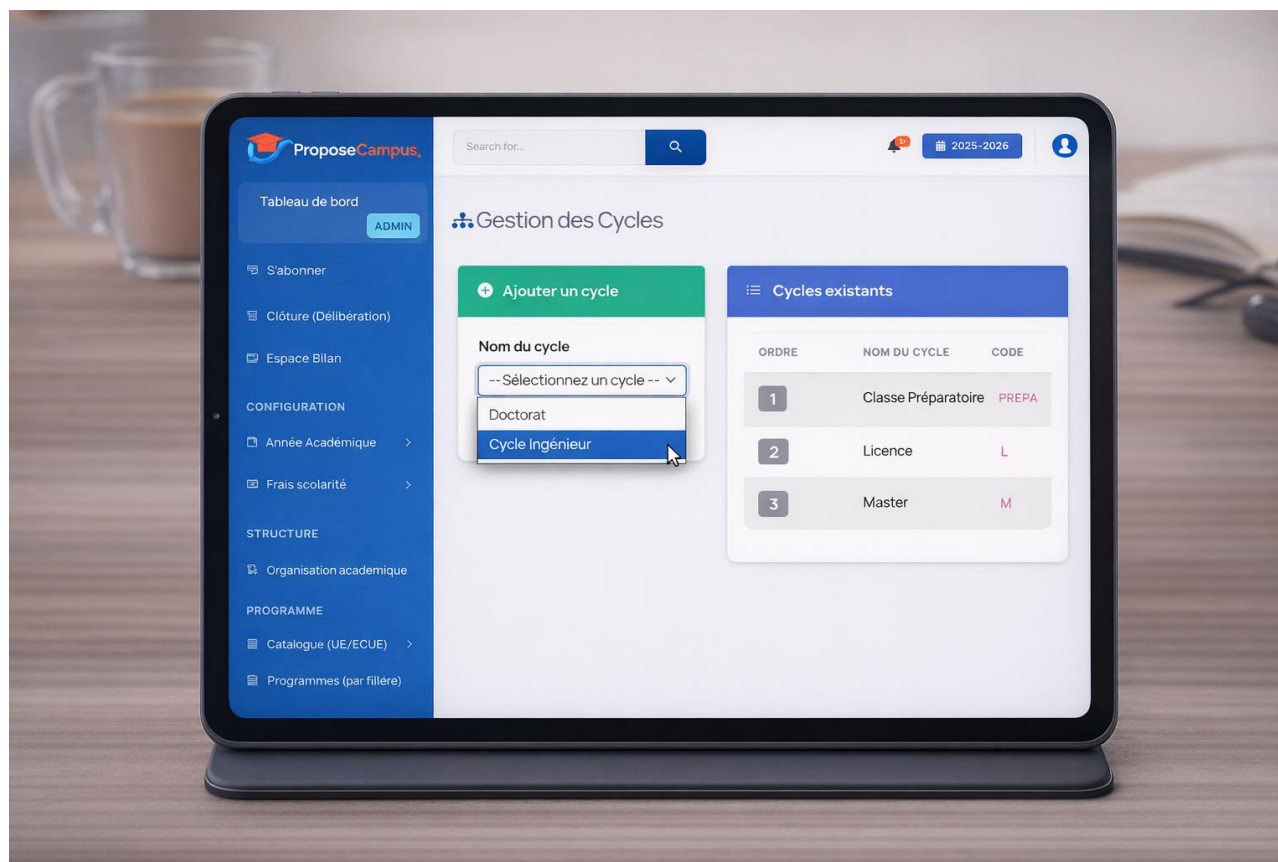 ProposeCampus.
Search for...
2025-2026
Tableau de bord
ADMIN
S'abonner
Clôture (Délibération)
Espace Bilan
CONFIGURATION
Année Académique
Frais scolarité
STRUCTURE
Organisation academique
PROGRAMME
Catalogue (UE/ECUE)
Programmes (par fillére)
Gestion des Cycles
Ajouter un cycle
Nom du cycle
-- Sélectionnez un cycle --
Doctorat
Cycle Ingénieur
Cycles existants
ORDRE NOM DU CYCLE CODE
1 Classe Préparatoire PREPA
2 Licence L
3 Master M